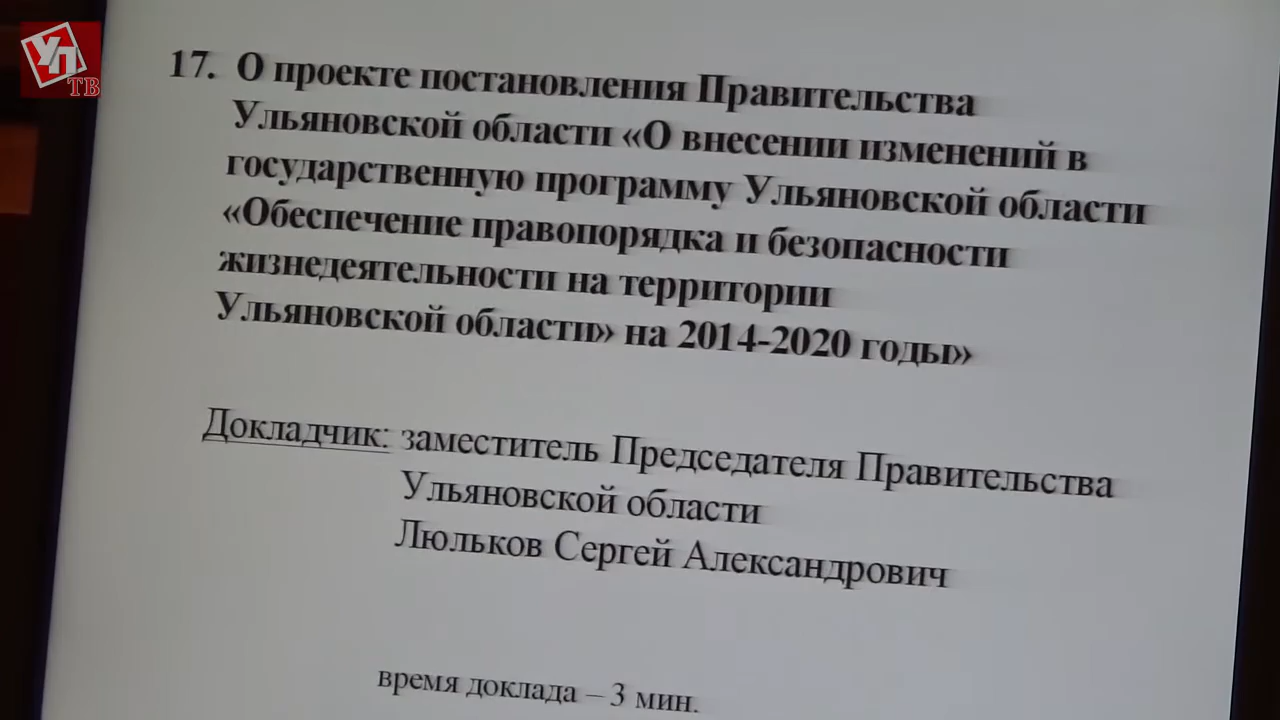 УП
ТВ
17. О проекте постановления Правительства
Ульяновской области «О внесении изменений в
государственную программу Ульяновской области
«Обеспечение правопорядка и безопасности
жизнедеятельности на территории
Ульяновской области» на 2014-2020 годы»
Докладчик: заместитель Председателя Правительства
Ульяновской области
Люльков Сергей Александрович
время доклада – 3 мин.